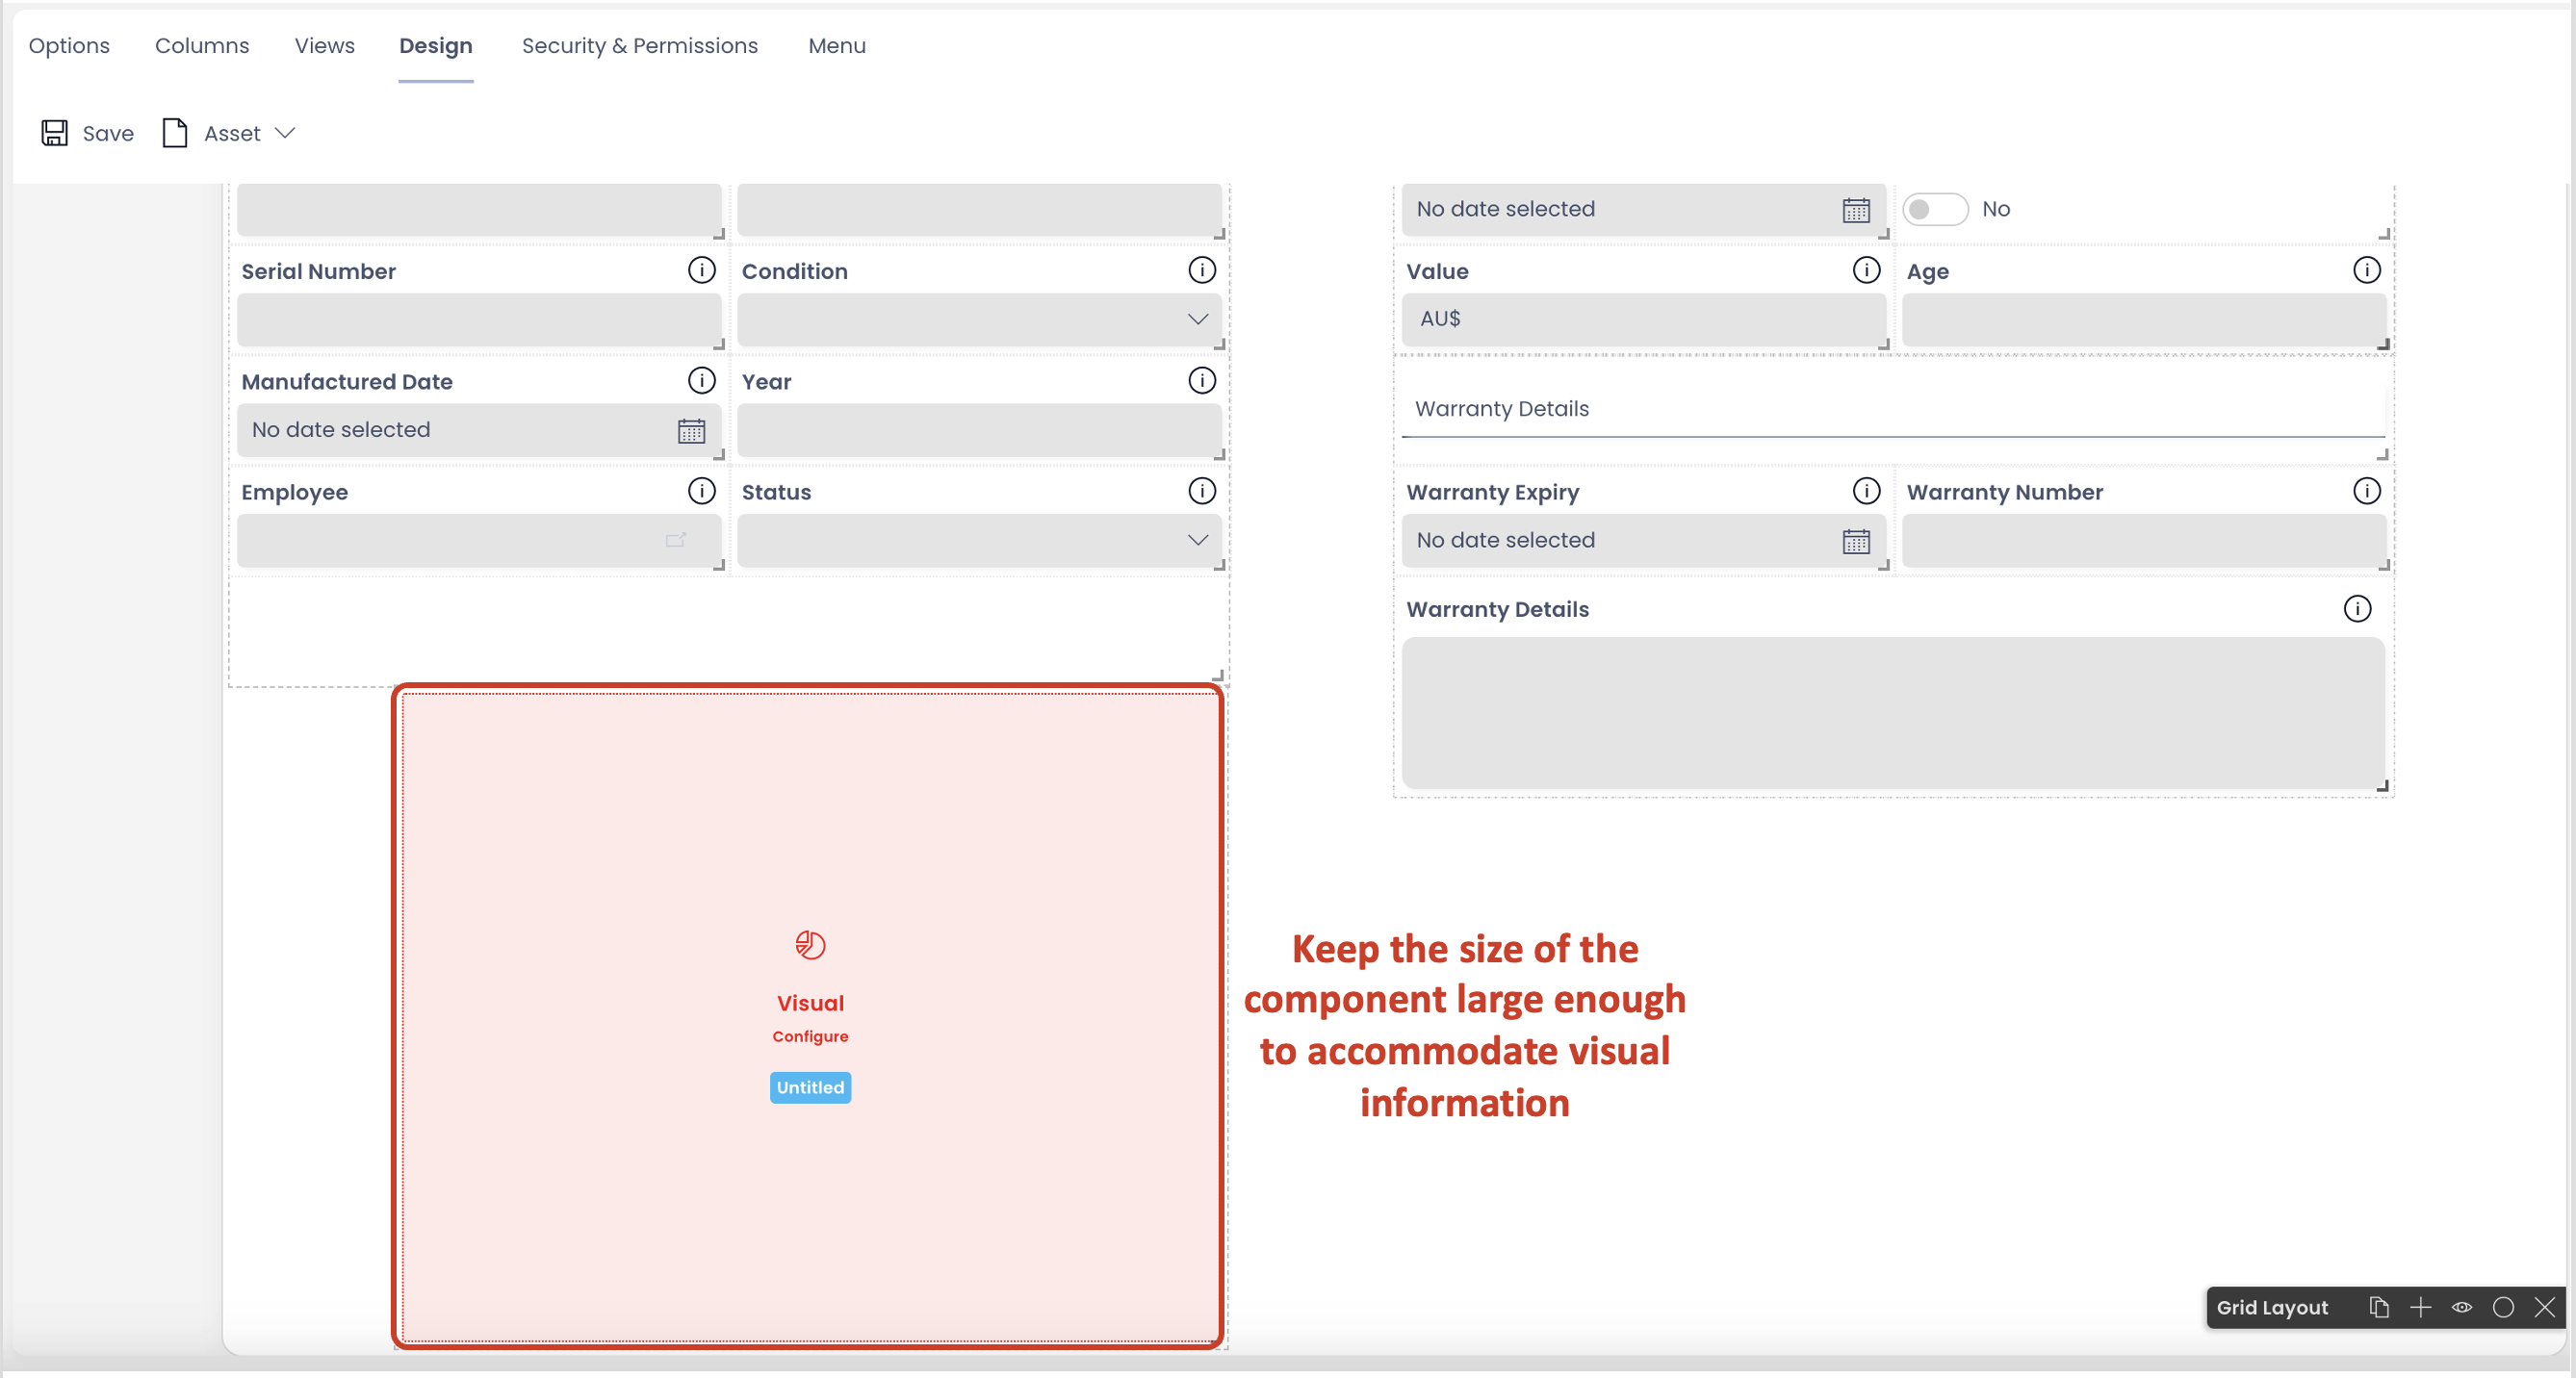 Options Columns Views Design Security & Permissions Menu
Save Asset
No date selected No
Serial Number Condition Value Age
AU$
Manufactured Date Year
No date selected
Warranty Details
Employee Status Warranty Expiry Warranty Number
No date selected
Warranty Details
Visual
Configure
Untitled
Keep the size of the
component large enough
to accommodate visual
information
Grid Layout